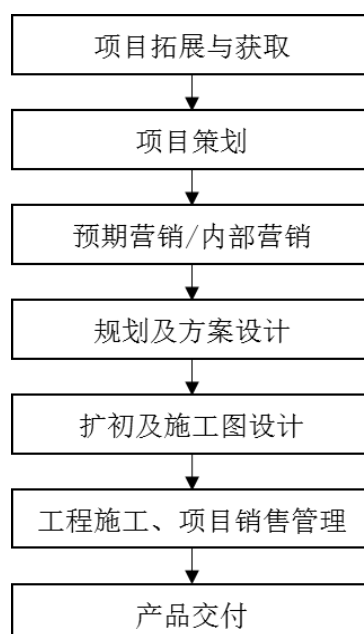 项目拓展与获取
项目策划
预期营销/内部营销
规划及方案设计
扩初及施工图设计
工程施工、项目销售管理
产品交付